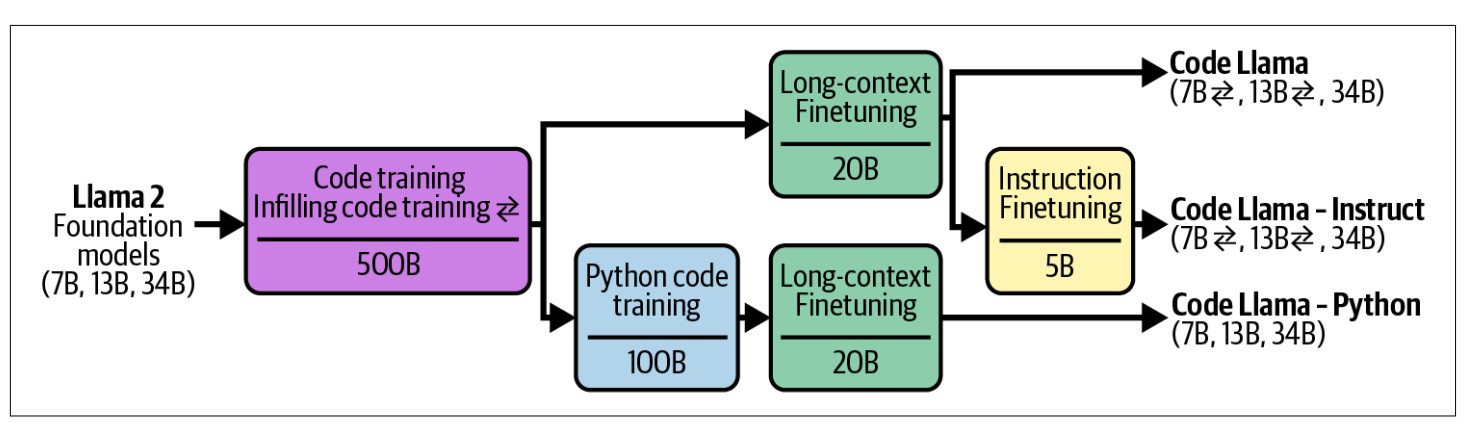 Llama 2
Foundation
models
(7B, 13B, 34B)
Code training
Infilling code training ⇄
500B
Long-context
Finetuning
20B
Python code
training
100B
Long-context
Finetuning
20B
Instruction
Finetuning
5B
Code Llama
(7B⇄, 13B⇄, 34B)
Code Llama – Instruct
(7B⇄, 13B⇄, 34B)
Code Llama – Python
(7B, 13B, 34B)